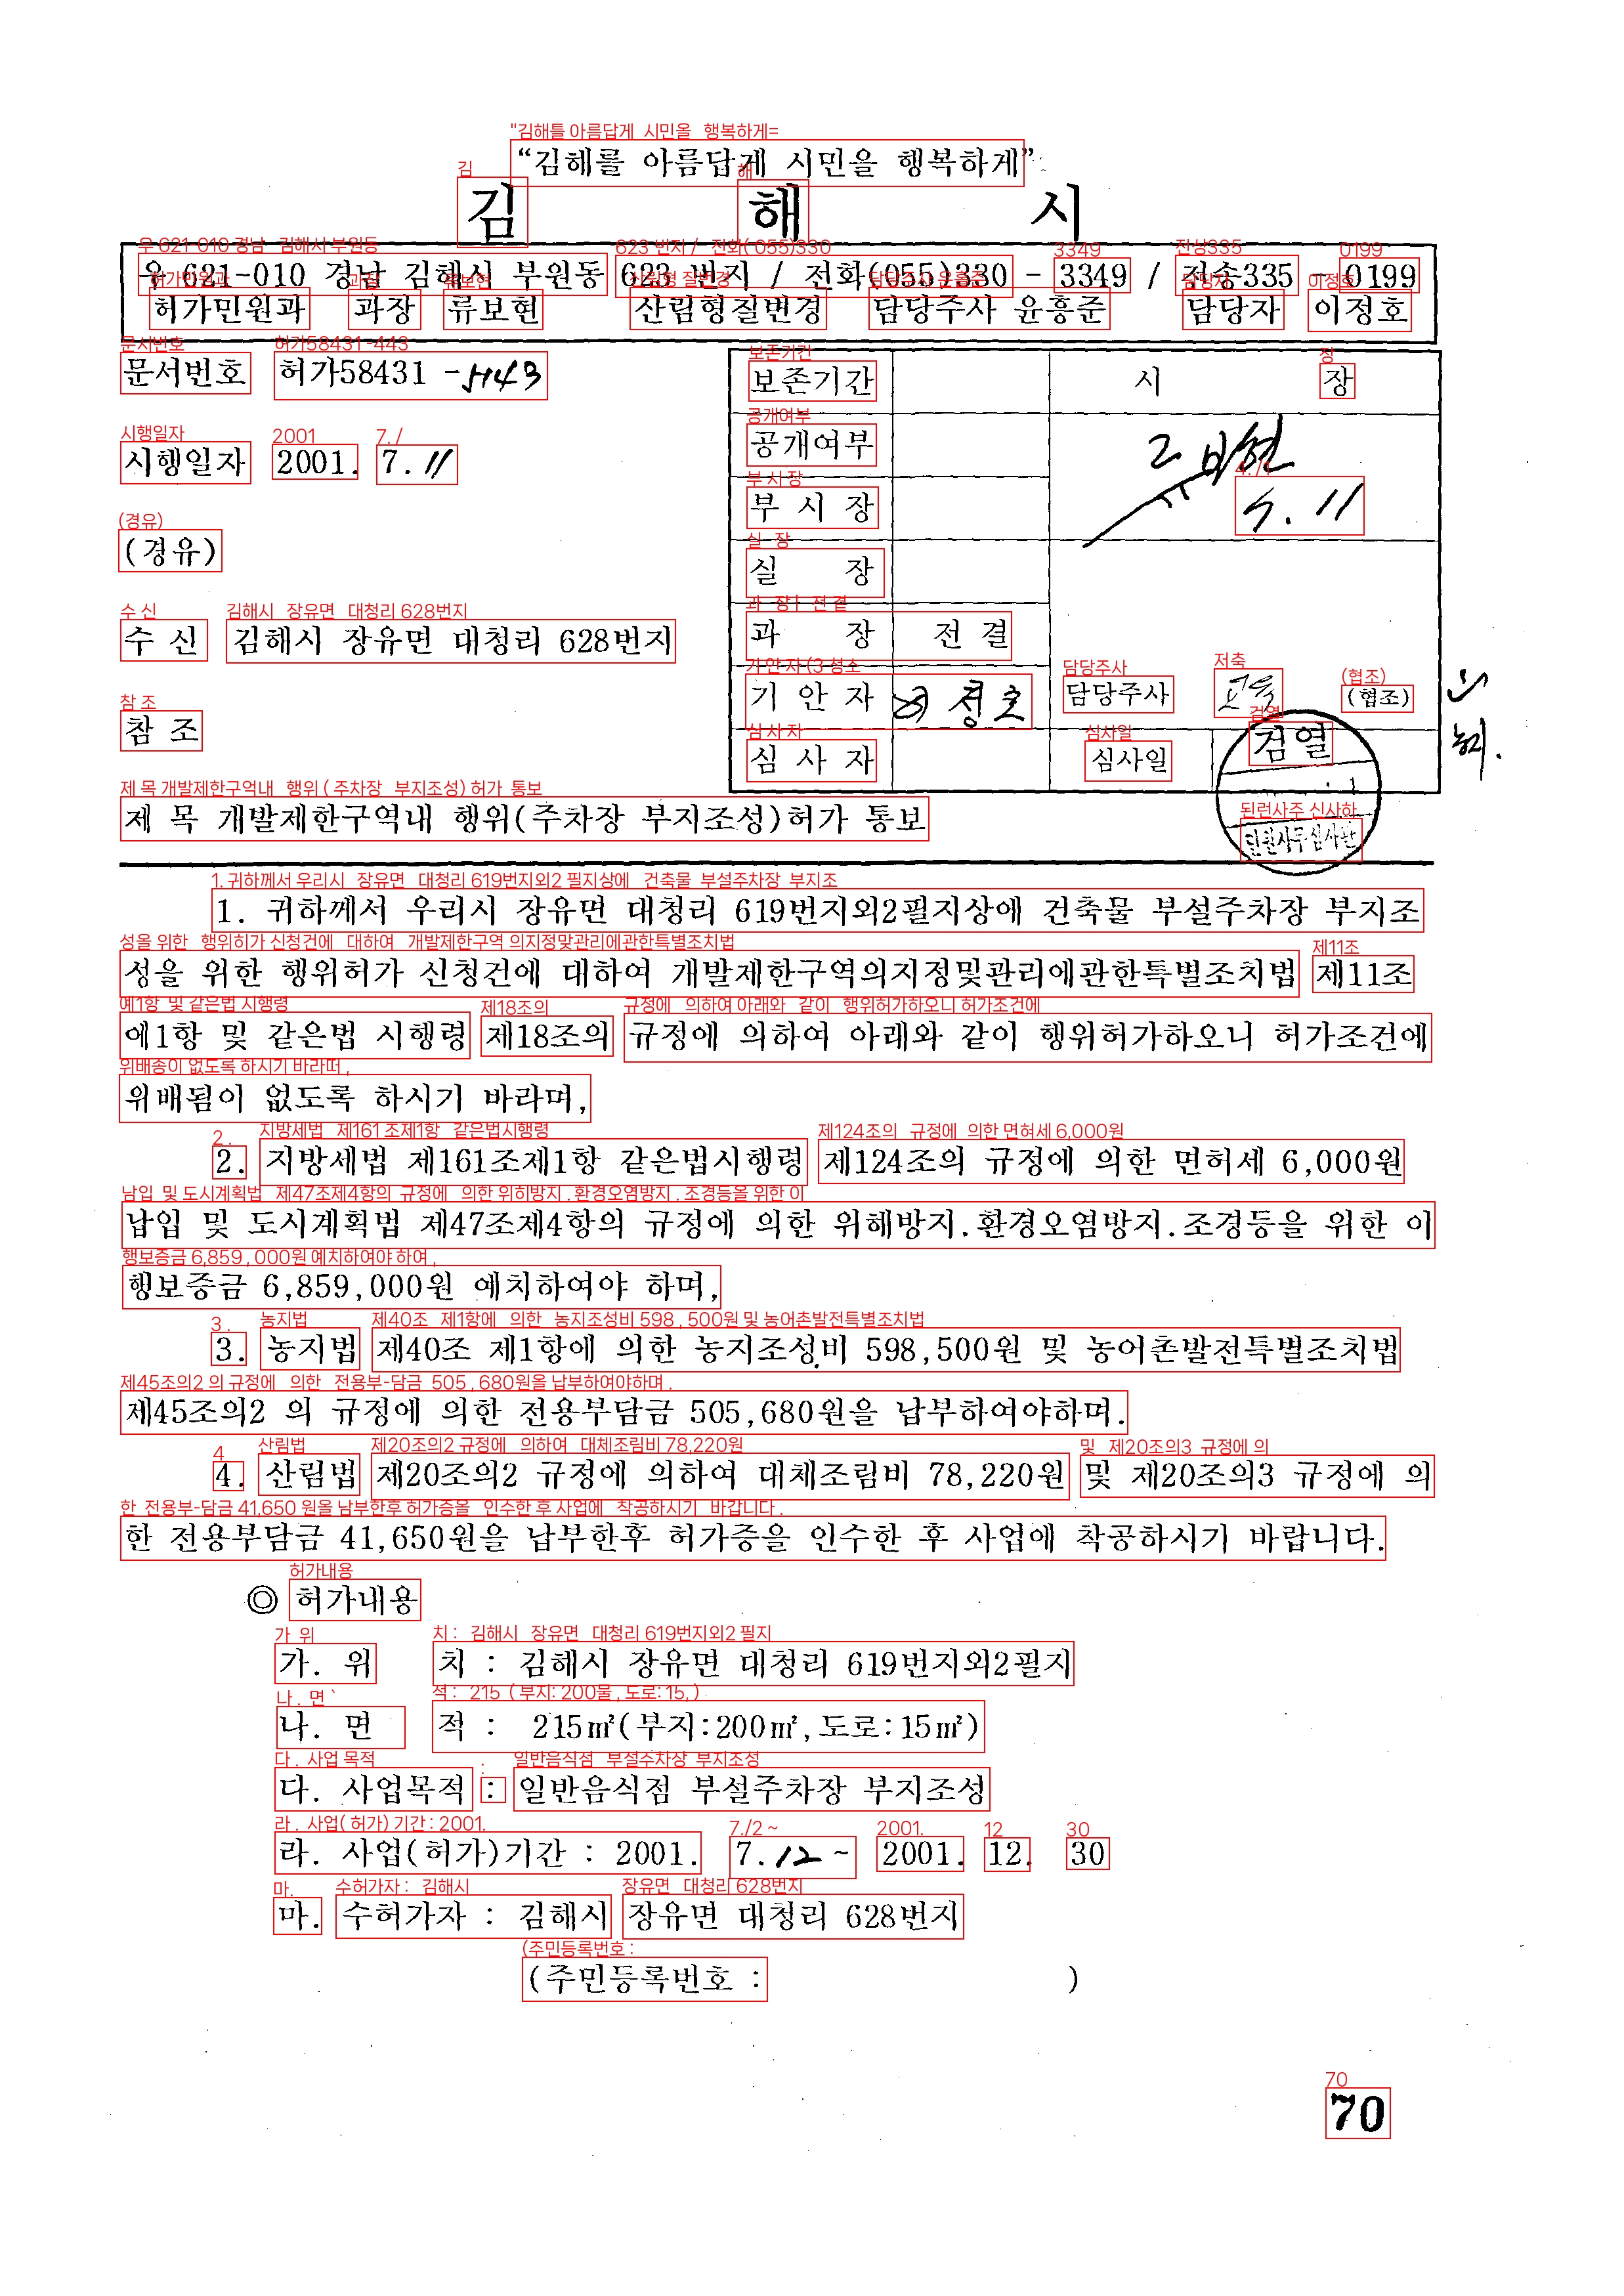 “김해를 아름답게 시민을 행복하게”
김 해 시
우 621-010 경남 김해시 부원동 623 번지 / 전화(055)330 - 3349 / 전송335 - 0199
허가민원과 과장 류보현 산림형질변경 담당주사 윤흥준 담당자 이정호
문서번호 허가58431 -
시행일자 2001. 7. 11
(경유)
수 신 김해시 장유면 대청리 628번지
참 조
보존기간 시 장
공개여부
부 시 장 류보현
7. 11
실 장
과 장 전 결
기 안 자 이정호 담당주사 (협조)
심 사 자 심사일 검열
민원사무심사관
제 목 개발제한구역내 행위(주차장 부지조성)허가 통보
1. 귀하께서 우리시 장유면 대청리 619번지외2필지상에 건축물 부설주차장 부지조
성을 위한 행위허가 신청건에 대하여 개발제한구역의지정및관리에관한특별조치법 제11조
에1항 및 같은법 시행령 제18조의 규정에 의하여 아래와 같이 행위허가하오니 허가조건에
위배됨이 없도록 하시기 바라며,
2. 지방세법 제161조제1항 같은법시행령 제124조의 규정에 의한 면허세 6,000원
납입 및 도시계획법 제47조제4항의 규정에 의한 위해방지.환경오염방지.조경등을 위한 이
행보증금 6,859,000원 예치하여야 하며,
3. 농지법 제40조 제1항에 의한 농지조성비 598,500원 및 농어촌발전특별조치법
제45조의2 의 규정에 의한 전용부담금 505,680원을 납부하여야하며.
4. 산림법 제20조의2 규정에 의하여 대체조림비 78,220원 및 제20조의3 규정에 의
한 전용부담금 41,650원을 납부한후 허가증을 인수한 후 사업에 착공하시기 바랍니다.
◎ 허가내용
가. 위 치 : 김해시 장유면 대청리 619번지외2필지
나. 면 적 : 215㎡(부지:200㎡,도로:15㎡)
다. 사업목적 : 일반음식점 부설주차장 부지조성
라. 사업(허가)기간 : 2001. 7. 12 ~ 2001. 12. 30
마. 수허가자 : 김해시 장유면 대청리 628번지
(주민등록번호 : )
70